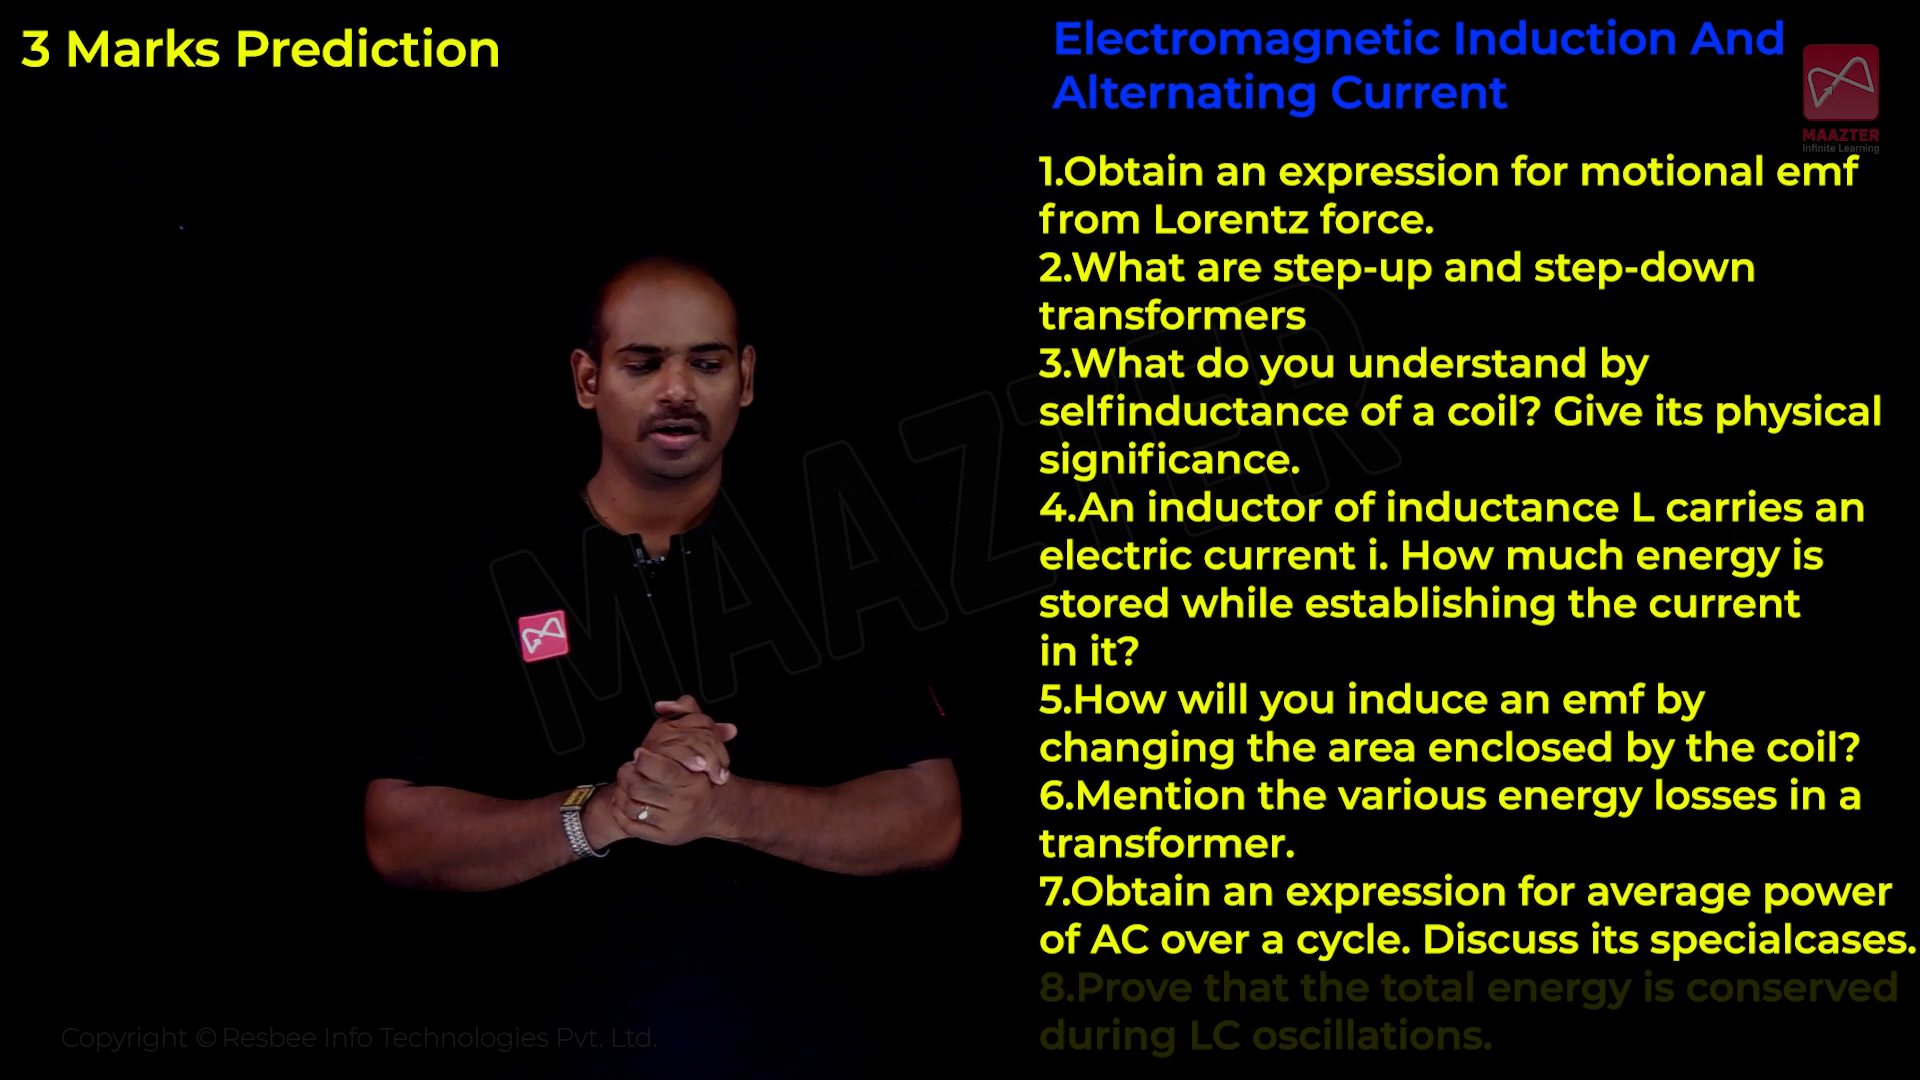 3 Marks Prediction
Electromagnetic Induction And
Alternating Current
MAAZTER
Infinite Learning
1.Obtain an expression for motional emf
from Lorentz force.
2.What are step-up and step-down
transformers
3.What do you understand by
selfinductance of a coil? Give its physical
significance.
4.An inductor of inductance L carries an
electric current i. How much energy is
stored while establishing the current
in it?
5.How will you induce an emf by
changing the area enclosed by the coil?
6.Mention the various energy losses in a
transformer.
7.Obtain an expression for average power
of AC over a cycle. Discuss its specialcases.
8.Prove that the total energy is conserved
during LC oscillations.
MAAZTER
Copyright © Resbee Info Technologies Pvt. Ltd.